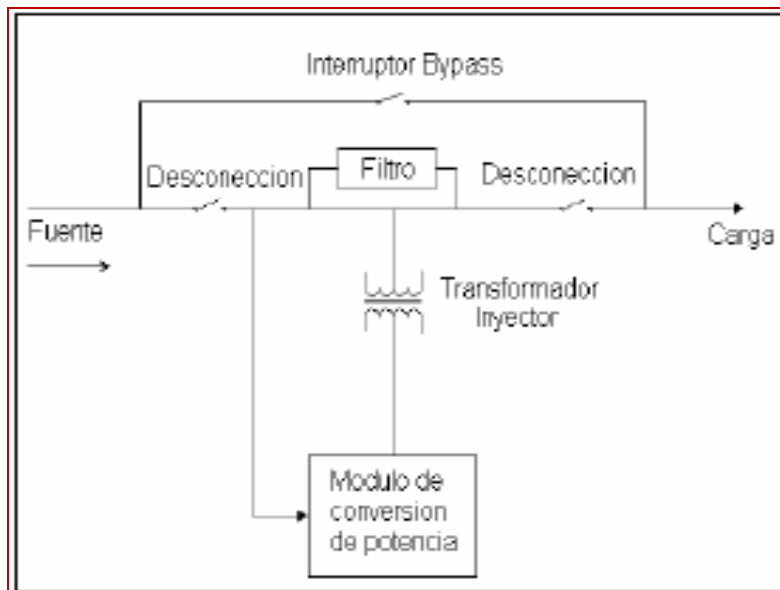 Interruptor Bypass
Desconeccion
Filtro
Desconeccion
Fuente
Carga
Transformador
Inyector
Modulo de
conversion
de potencia